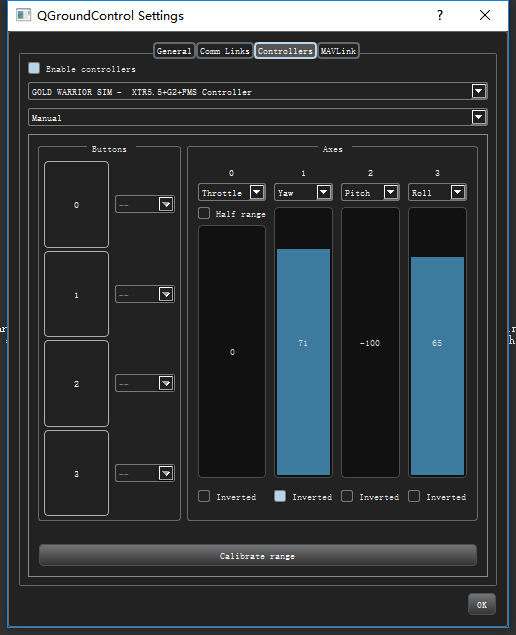 QGroundControl Settings
General Comm Links Controllers MAVLink
Enable controllers
GOLD WARRIOR SIM -  XTR5.5+G2+FMS Controller
Manual
Buttons
0 --
1 --
2 --
3 --
Axes
0 1 2 3
Throttle Yaw Pitch Roll
Half range
0 71 -100 65
Inverted Inverted Inverted Inverted
Calibrate range
OK